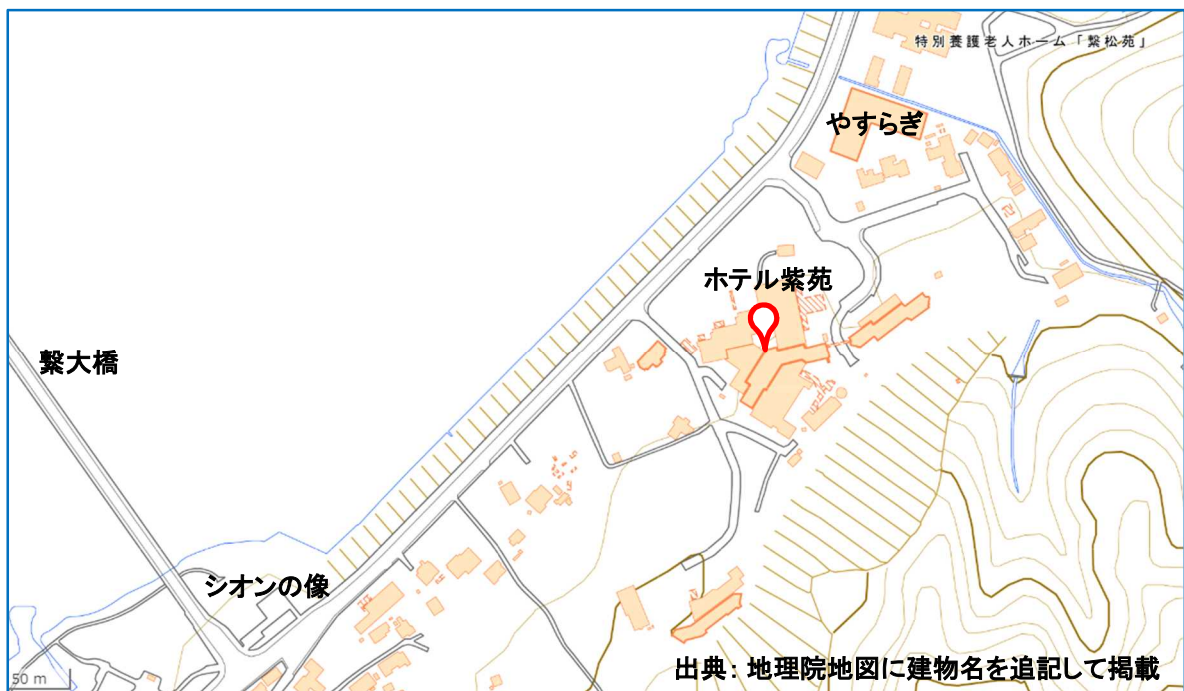 特別養護老人ホーム「繋松苑」
やすらぎ
ホテル紫苑
繋大橋
シオンの像
出典：地理院地図に建物名を追記して掲載
50 m